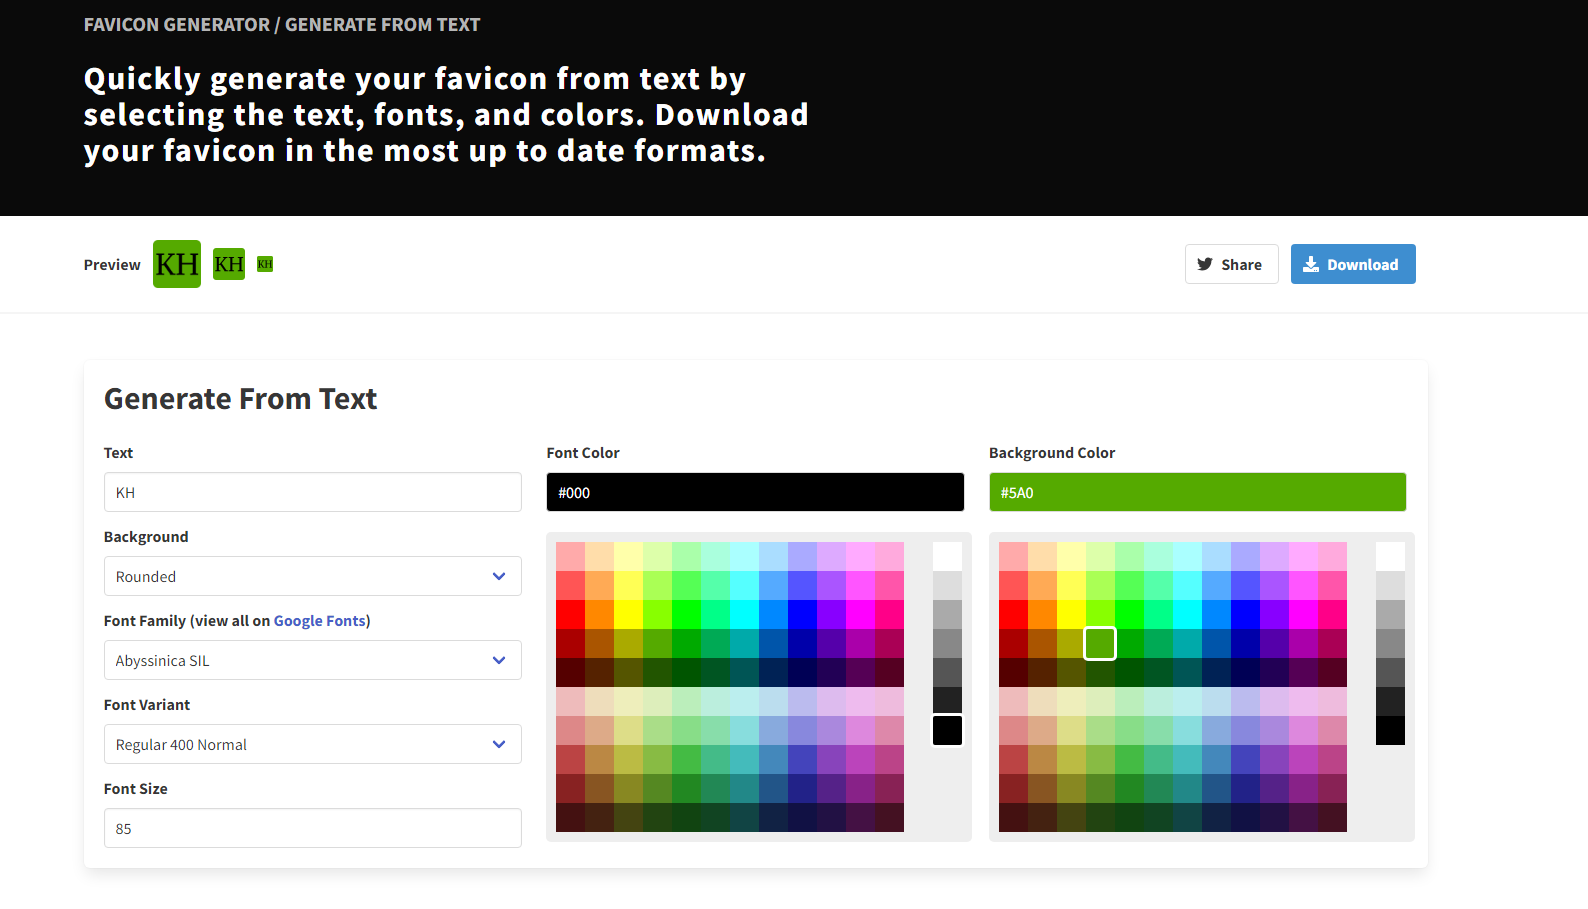 FAVICON GENERATOR / GENERATE FROM TEXT
Quickly generate your favicon from text by
selecting the text, fonts, and colors. Download
your favicon in the most up to date formats.
Preview KH KH KH Share Download
Generate From Text
Text
KH
Background
Rounded
Font Family (view all on Google Fonts)
Abyssinica SIL
Font Variant
Regular 400 Normal
Font Size
85
Font Color
#000
Background Color
#5A0